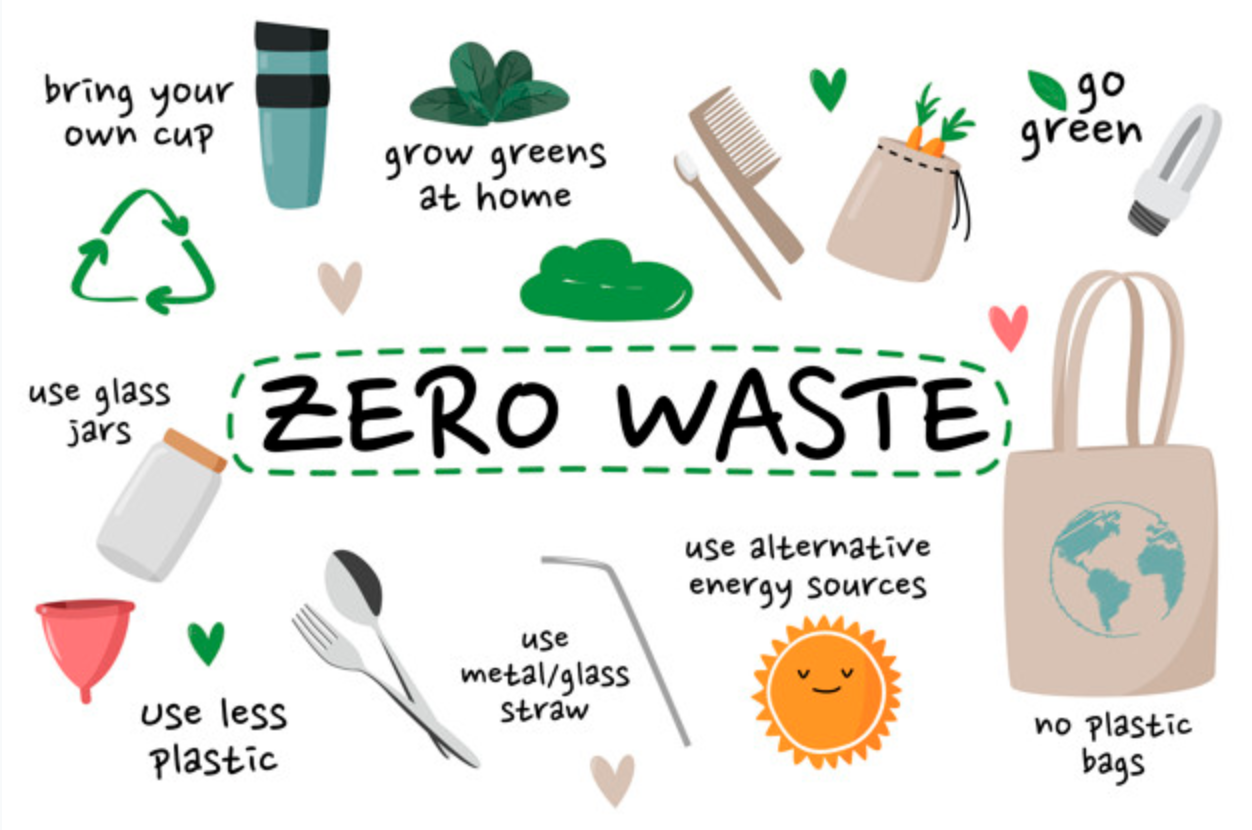 bring your
own cup
grow greens
at home
go
green
use glass
jars
ZERO WASTE
use alternative
energy sources
use
metal/glass
straw
use less
plastic
no plastic
bags